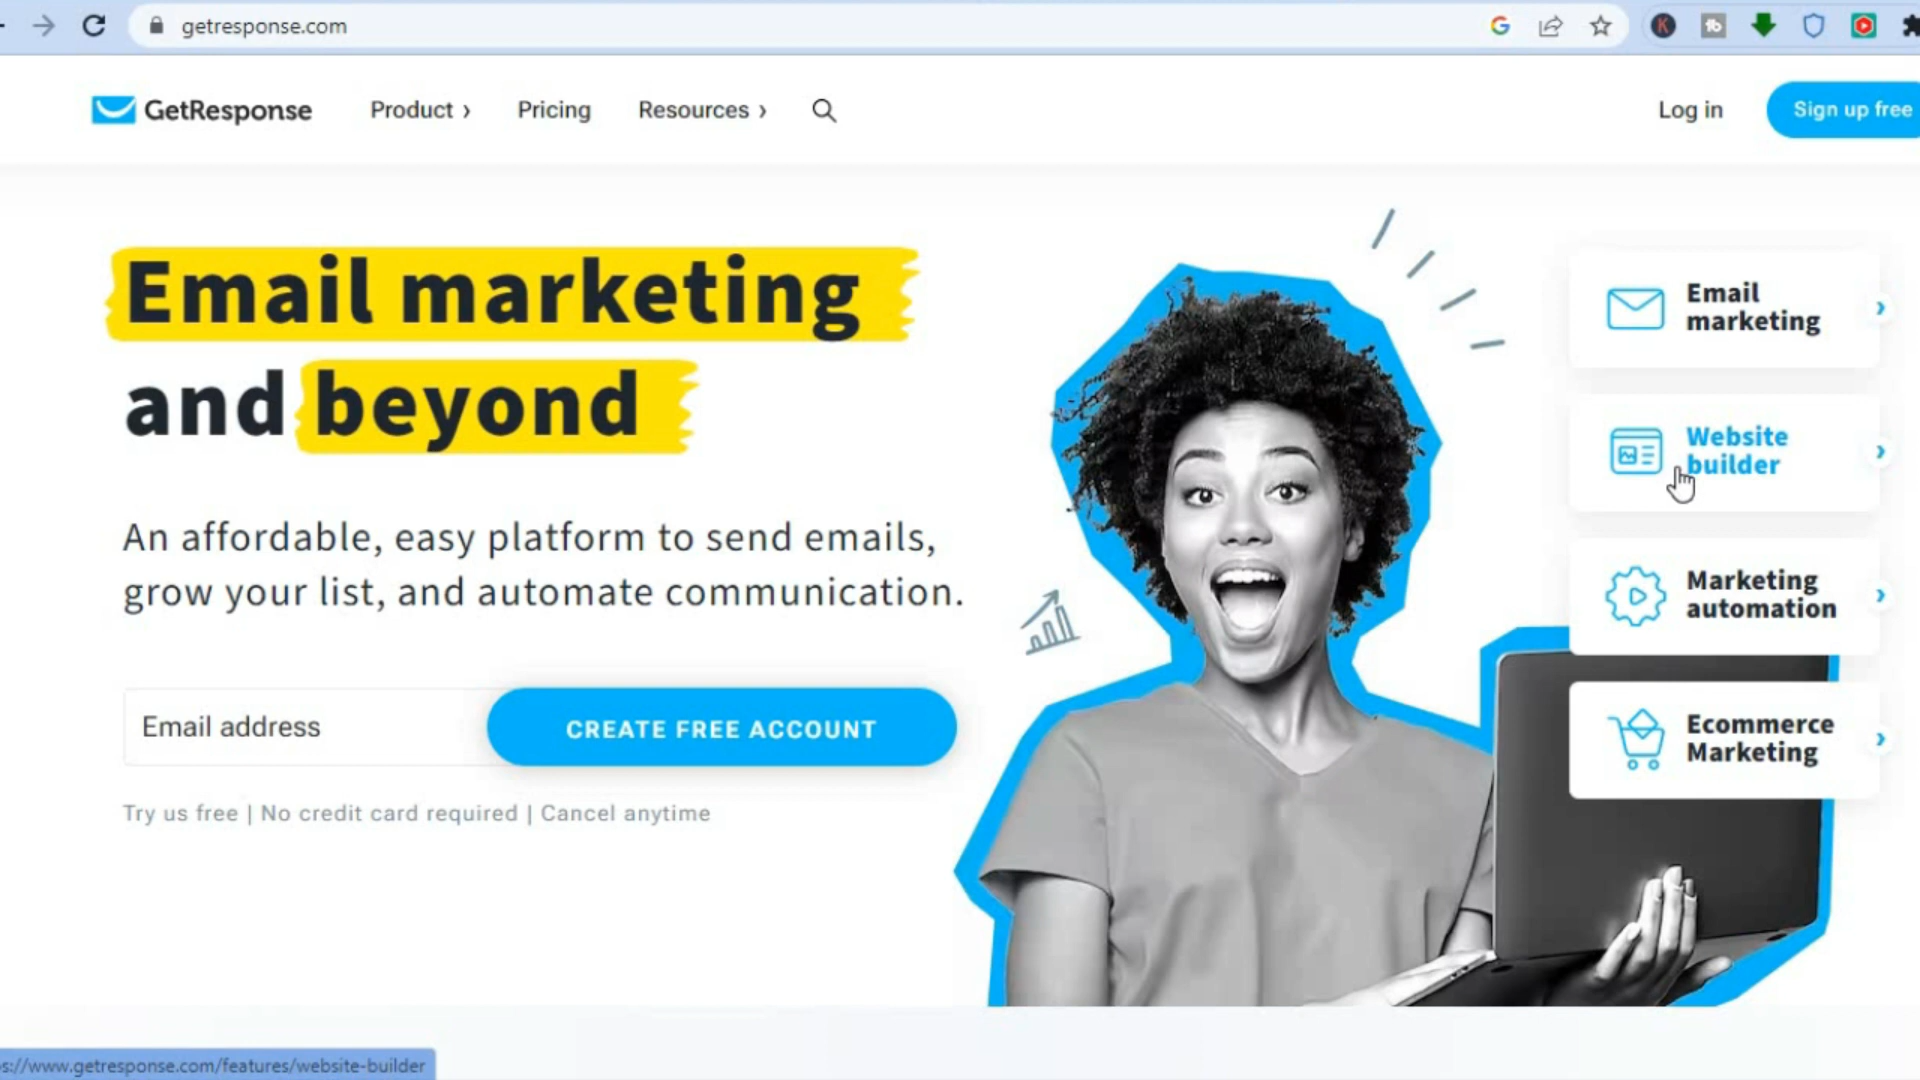 getresponse.com
GetResponse
Product ›
Pricing
Resources ›
Log in
Sign up free
Email marketing
and beyond
An affordable, easy platform to send emails,
grow your list, and automate communication.
Email address
CREATE FREE ACCOUNT
Try us free | No credit card required | Cancel anytime
Email
marketing
Website
builder
Marketing
automation
Ecommerce
Marketing
s://www.getresponse.com/features/website-builder